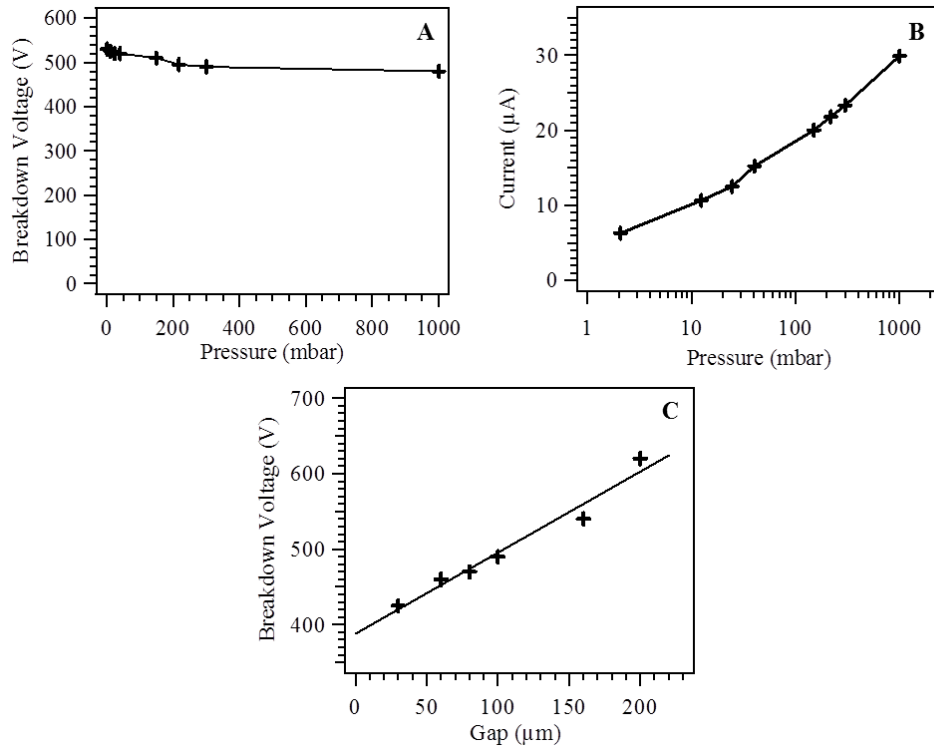 A
Breakdown Voltage (V)
600
500
400
300
200
100
0
0 200 400 600 800 1000
Pressure (mbar)
B
Current (µA)
30
20
10
0
1 10 100 1000
Pressure (mbar)
C
Breakdown Voltage (V)
700
600
500
400
0 50 100 150 200
Gap (µm)